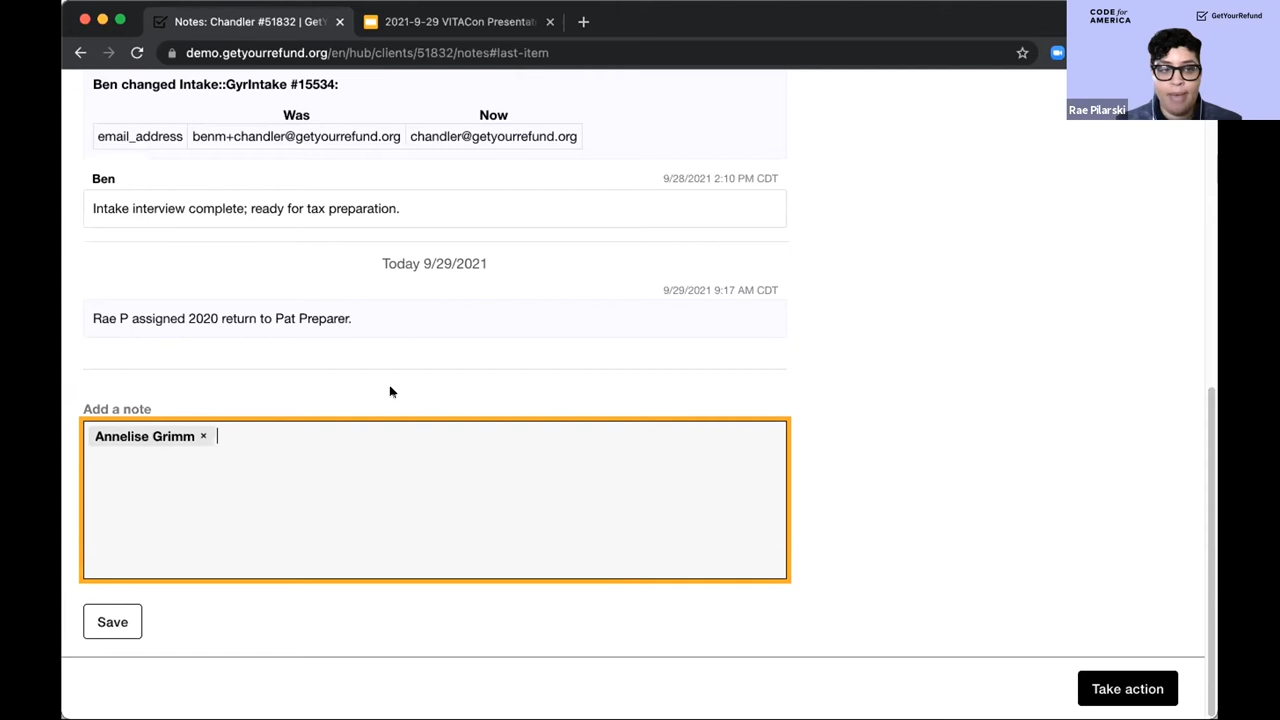 Notes: Chandler #51832 | GetY
2021-9-29 VITACon Presentat
demo.getyourrefund.org/en/hub/clients/51832/notes#last-item
CODE for
AMERICA
GetYourRefund
Rae Pilarski
Ben changed Intake::GyrIntake #15534:
Was Now
email_address benm+chandler@getyourrefund.org chandler@getyourrefund.org
Ben 9/28/2021 2:10 PM CDT
Intake interview complete; ready for tax preparation.
Today 9/29/2021
9/29/2021 9:17 AM CDT
Rae P assigned 2020 return to Pat Preparer.
Add a note
Annelise Grimm ×
Save
Take action